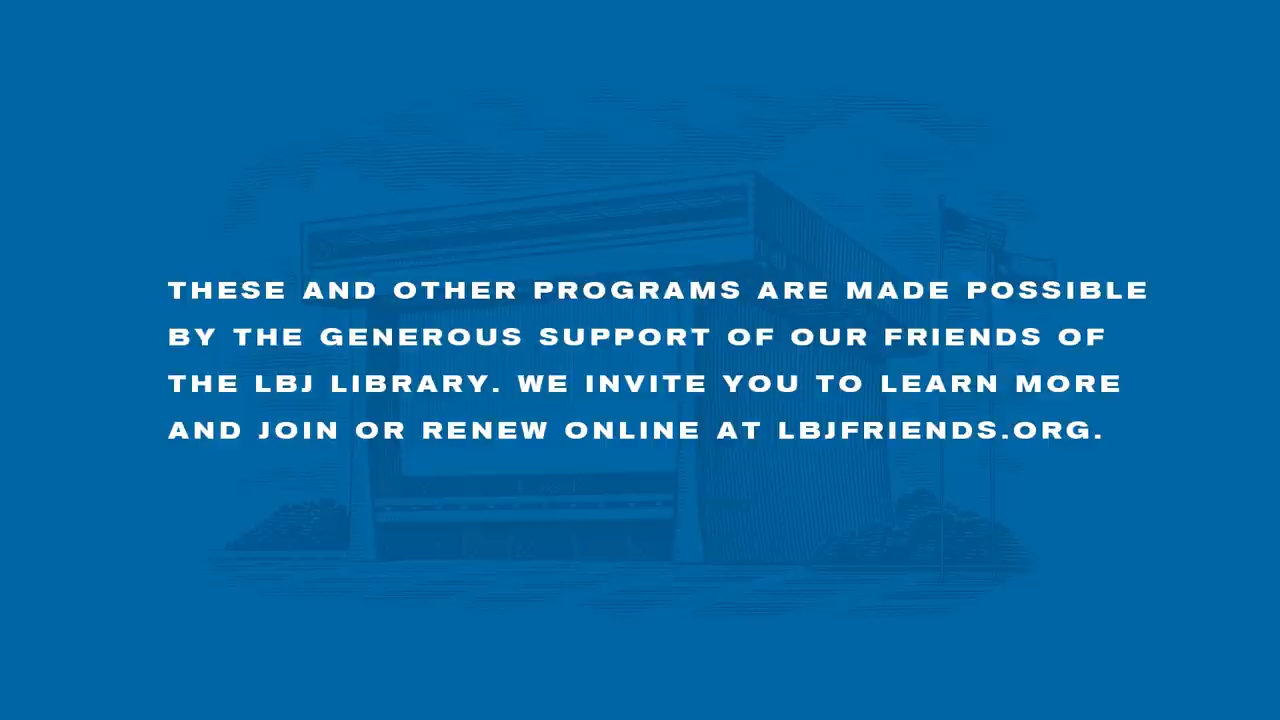 THESE AND OTHER PROGRAMS ARE MADE POSSIBLE
BY THE GENEROUS SUPPORT OF OUR FRIENDS OF
THE LBJ LIBRARY. WE INVITE YOU TO LEARN MORE
AND JOIN OR RENEW ONLINE AT LBJFRIENDS.ORG.